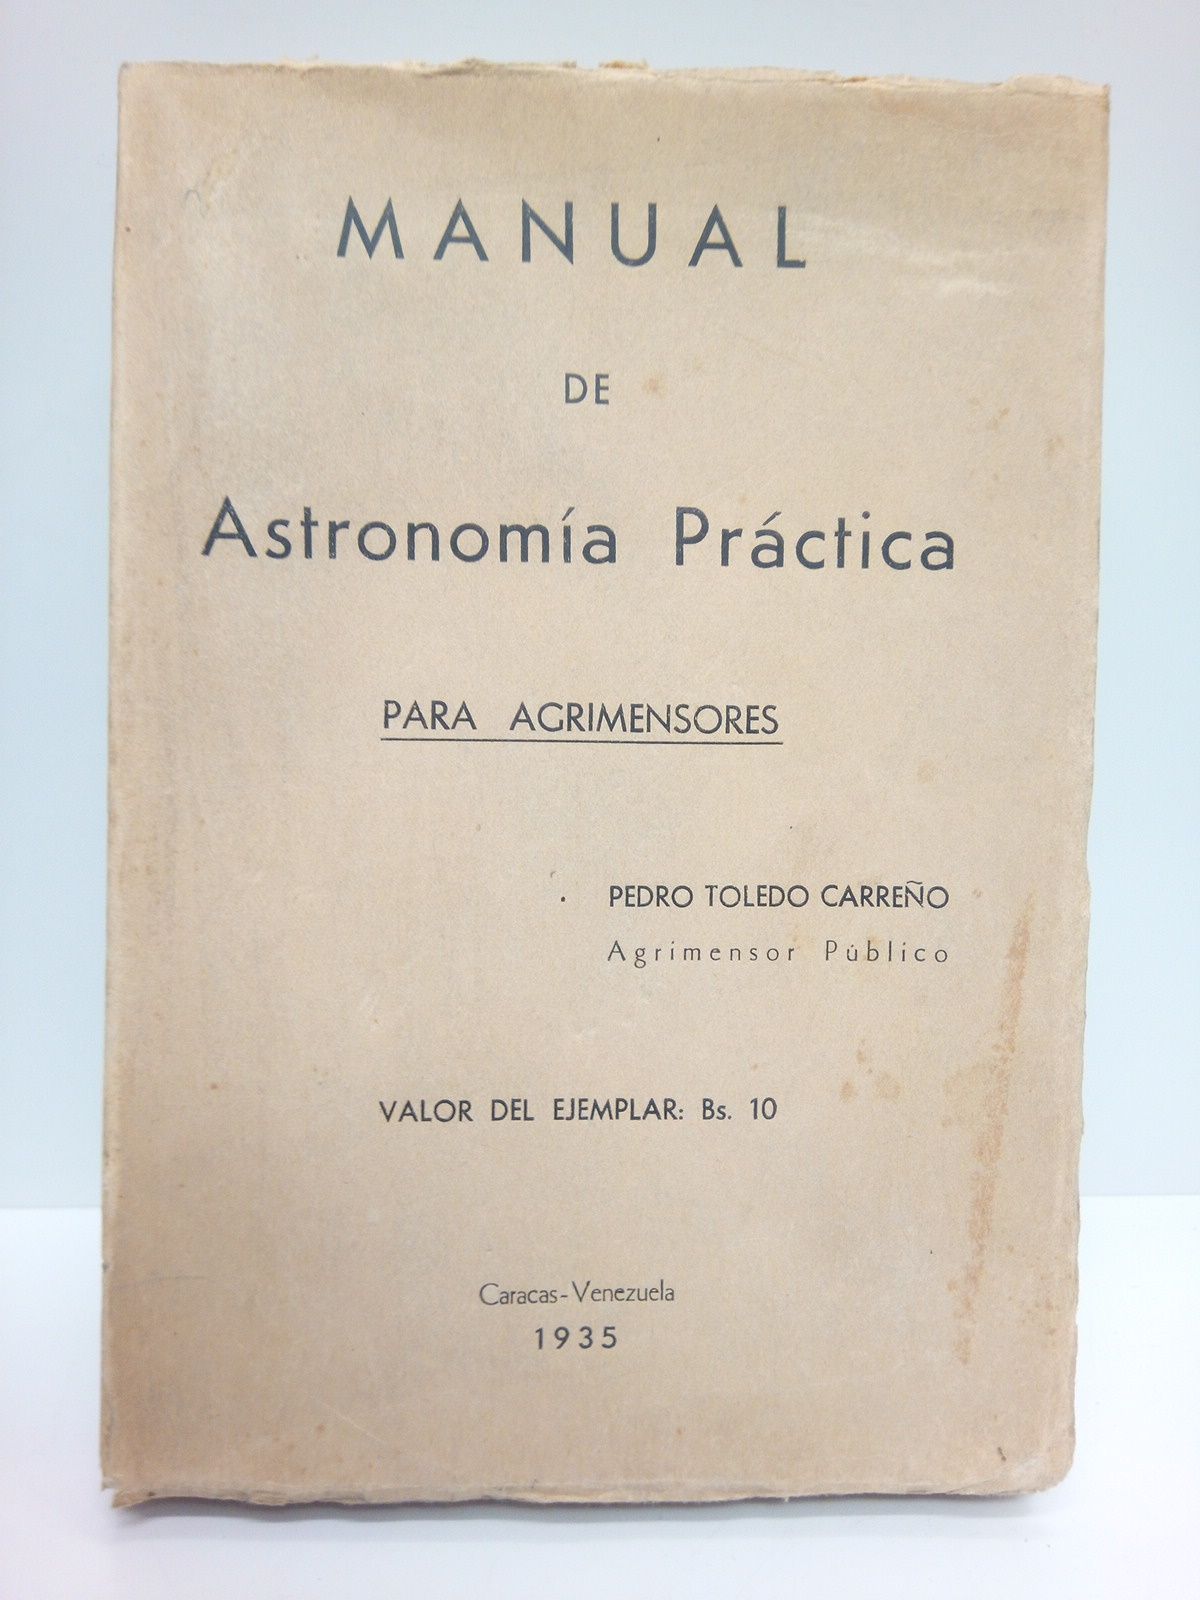 MANUAL
DE
Astronomía Práctica
PARA AGRIMENSORES
PEDRO TOLEDO CARREÑO
Agrimensor Público
VALOR DEL EJEMPLAR: Bs. 10
Caracas-Venezuela
1935